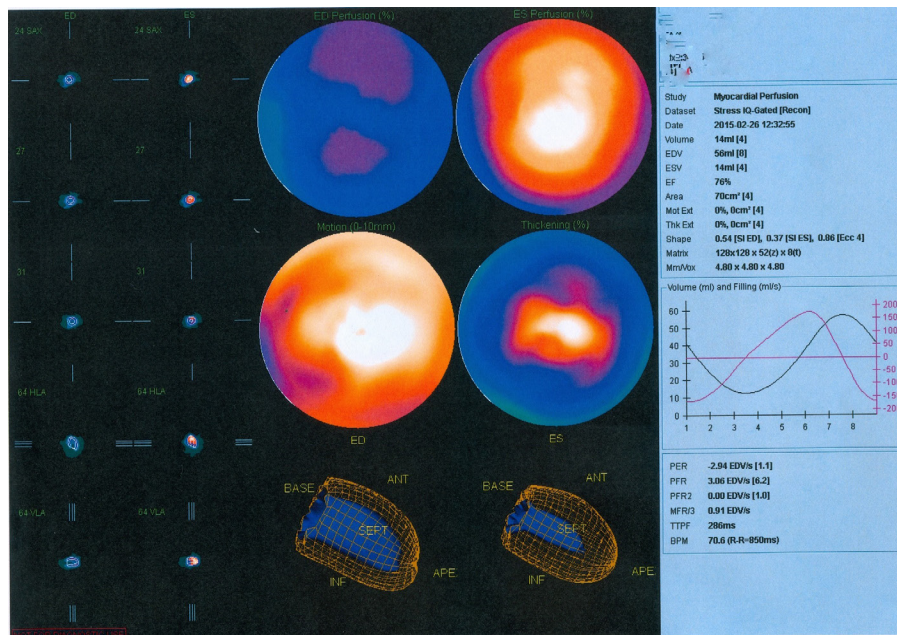 ED ES
24 SAX 24 SAX
27 27
31 31
64 HLA 64 HLA
64 VLA 64 VLA
ED Perfusion (%) ES Perfusion (%)
Motion (0-10mm) Thickening (%)
ED ES
BASE ANT SEPT INF APE
BASE ANT SEPT INF APE
Study Myocardial Perfusion
Dataset Stress IQ-Gated [Recon]
Date 2015-02-26 12:32:55
Volume 14ml [4]
EDV 56ml [8]
ESV 14ml [4]
EF 76%
Area 70cm² [4]
Mot Ext 0%, 0cm² [4]
Thk Ext 0%, 0cm² [4]
Shape 0.54 [SI ED], 0.37 [SI ES], 0.86 [Ecc 4]
Matrix 128x128 x 52(z) x 8(t)
Mm/Vox 4.80 x 4.80 x 4.80
Volume (ml) and Filling (ml/s)
60 200
50 150
40 100
30 50
20 0
10 -50
0 -100
-150
-200
1 2 3 4 5 6 7 8
PER -2.94 EDV/s [1.1]
PFR 3.06 EDV/s [6.2]
PFR2 0.00 EDV/s [1.0]
MFR/3 0.91 EDV/s
TTPF 286ms
BPM 70.6 (R-R=850ms)